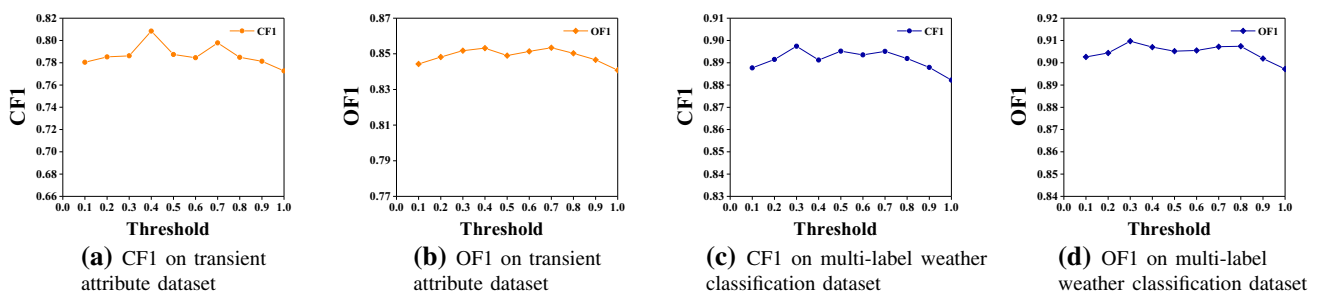 0.82
0.80
0.78
0.76
0.74
0.72
0.70
0.68
0.66
0.0 0.1 0.2 0.3 0.4 0.5 0.6 0.7 0.8 0.9 1.0
CF1
CF1
Threshold
(a) CF1 on transient
attribute dataset
0.87
0.85
0.83
0.81
0.79
0.77
0.0 0.1 0.2 0.3 0.4 0.5 0.6 0.7 0.8 0.9 1.0
OF1
OF1
Threshold
(b) OF1 on transient
attribute dataset
0.91
0.90
0.89
0.88
0.87
0.86
0.85
0.84
0.83
0.0 0.1 0.2 0.3 0.4 0.5 0.6 0.7 0.8 0.9 1.0
CF1
CF1
Threshold
(c) CF1 on multi-label weather
classification dataset
0.92
0.91
0.90
0.89
0.88
0.87
0.86
0.85
0.84
0.0 0.1 0.2 0.3 0.4 0.5 0.6 0.7 0.8 0.9 1.0
OF1
OF1
Threshold
(d) OF1 on multi-label
weather classification dataset